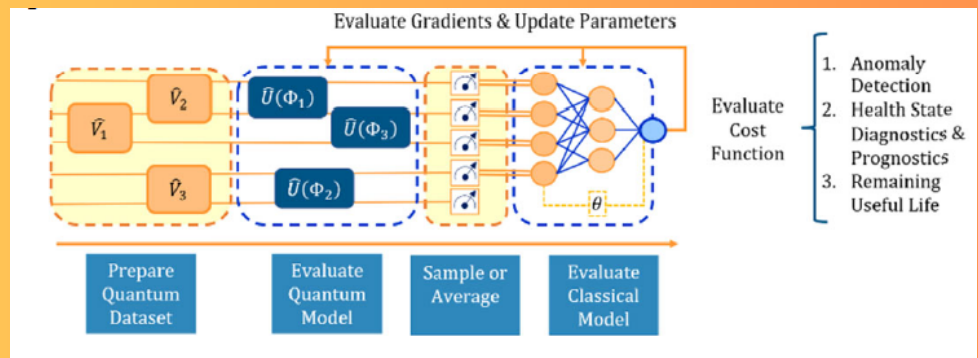 Evaluate Gradients & Update Parameters
V̂₁
V̂₂
V̂₃
Û(Φ₁)
Û(Φ₃)
Û(Φ₂)
θ
Evaluate
Cost
Function
1. Anomaly
Detection
2. Health State
Diagnostics &
Prognostics
3. Remaining
Useful Life
Prepare
Quantum
Dataset
Evaluate
Quantum
Model
Sample or
Average
Evaluate
Classical
Model